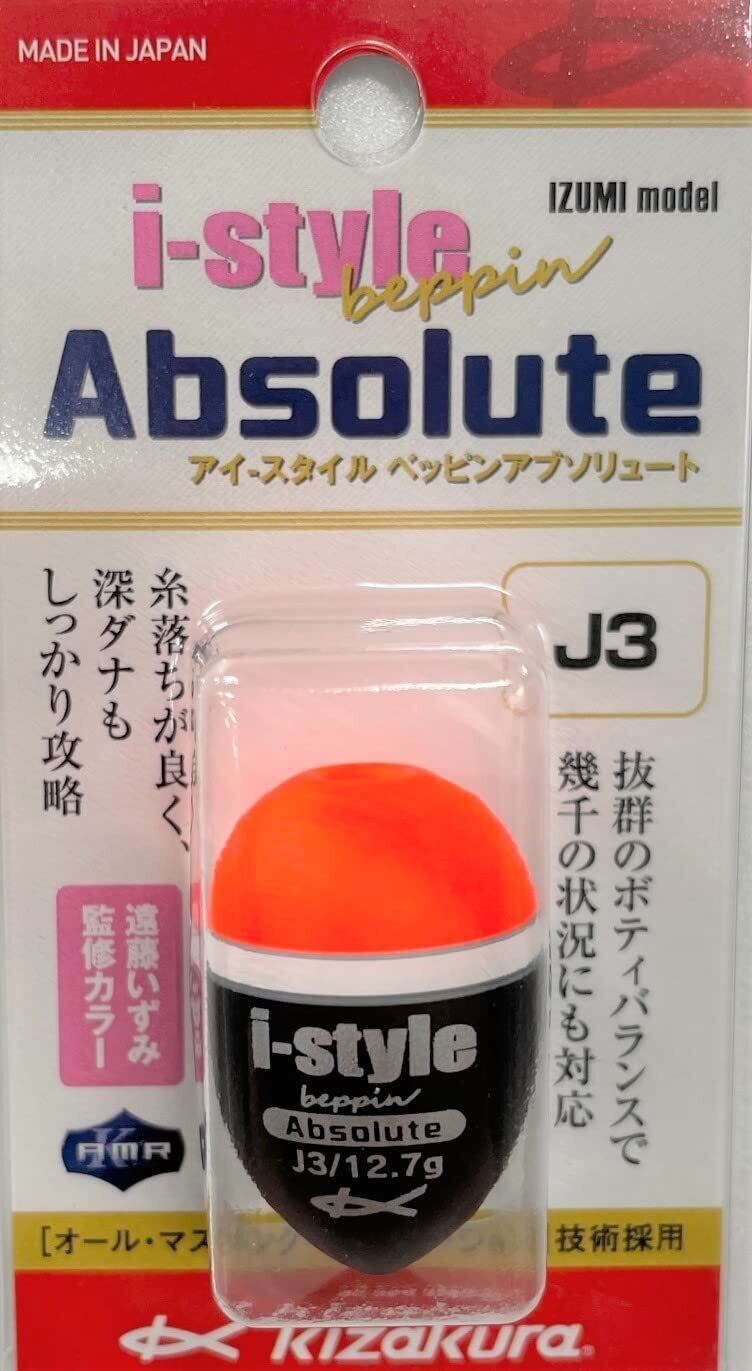 MADE IN JAPAN
IZUMI model
i-style
beppin
Absolute
アイ-スタイル ベッピンアブソリュート
J3
糸落ちが良く、
深ダナも
しっかり攻略
抜群のボディバランスで
幾千の状況にも対応
遠藤いずみ
監修カラー
AMR
i-style
beppin
Absolute
J3/12.7g
[オール・マス
技術採用
kizakura